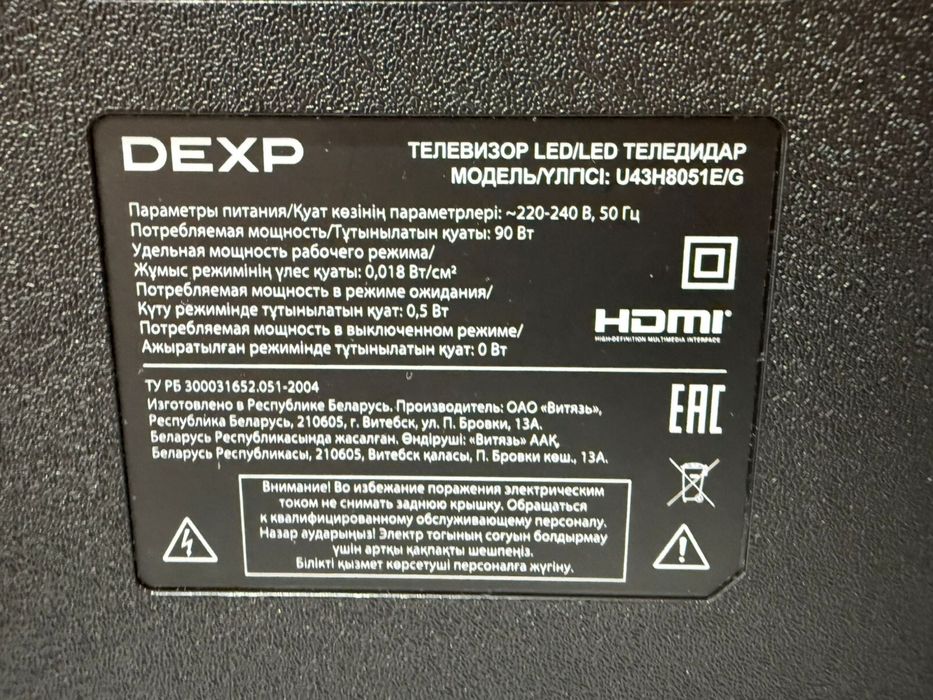 DEXP
ТЕЛЕВИЗОР LED/LED ТЕЛЕДИДАР
МОДЕЛЬ/ҮЛГІСІ: U43H8051E/G
Параметры питания/Қуат көзінің параметрлері: ~220-240 В, 50 Гц
Потребляемая мощность/Тұтынылатын қуаты: 90 Вт
Удельная мощность рабочего режима/
Жұмыс режимінің үлес қуаты: 0,018 Вт/см²
Потребляемая мощность в режиме ожидания/
Күту режимінде тұтынылатын қуат: 0,5 Вт
Потребляемая мощность в выключенном режиме/
Ажыратылған режимінде тұтынылатын қуат: 0 Вт
HDMI
HIGH-DEFINITION MULTIMEDIA INTERFACE
ТУ РБ 300031652.051-2004
Изготовлено в Республике Беларусь. Производитель: ОАО «Витязь»,
Республика Беларусь, 210605, г. Витебск, ул. П. Бровки, 13А.
Беларусь Республикасында жасалған. Өндіруші: «Витязь» ААҚ,
Беларусь Республикасы, 210605, Витебск қаласы, П. Бровки көш., 13А.
EAC
Внимание! Во избежание поражения электрическим
током не снимать заднюю крышку. Обращаться
к квалифицированному обслуживающему персоналу.
Назар аударыңыз! Электр тогының соғуын болдырмау
үшін артқы қақпақты шешпеңіз.
Білікті қызмет көрсетуші персоналға жүгіну.